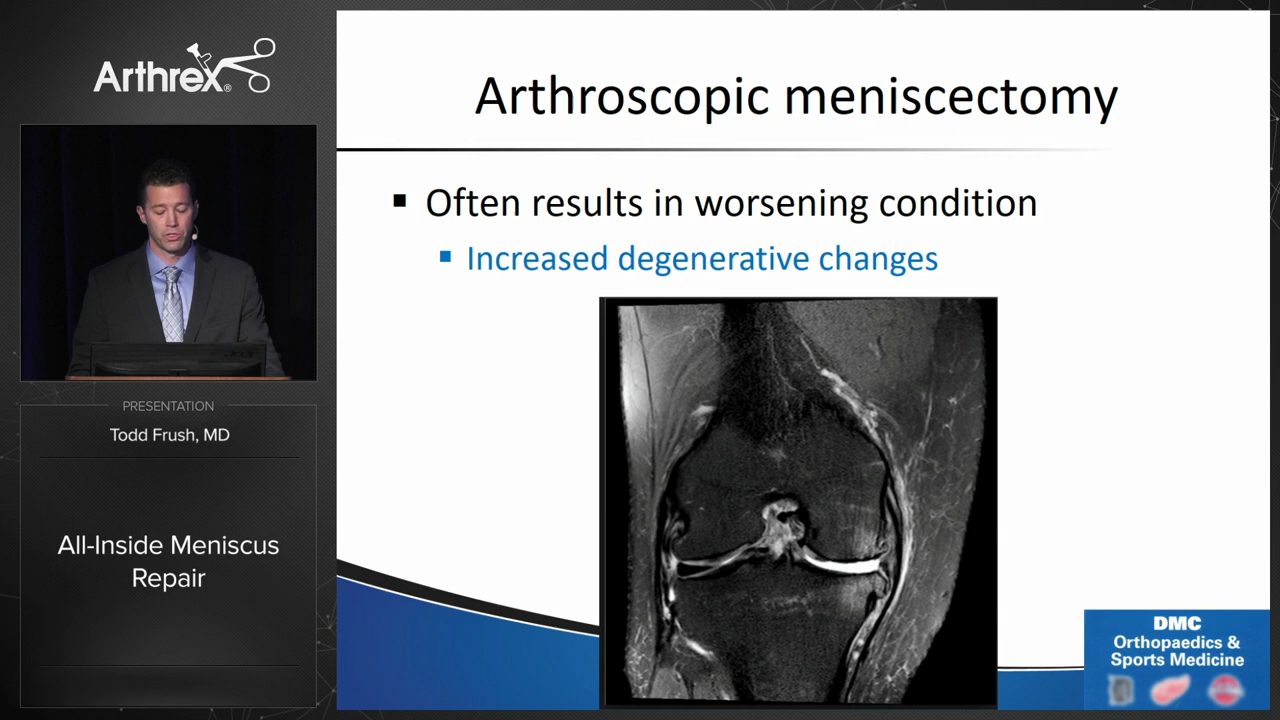 Arthrex®
PRESENTATION
Todd Frush, MD
All-Inside Meniscus
Repair
Arthroscopic meniscectomy
▪ Often results in worsening condition
▪ Increased degenerative changes
DMC
Orthopaedics &
Sports Medicine